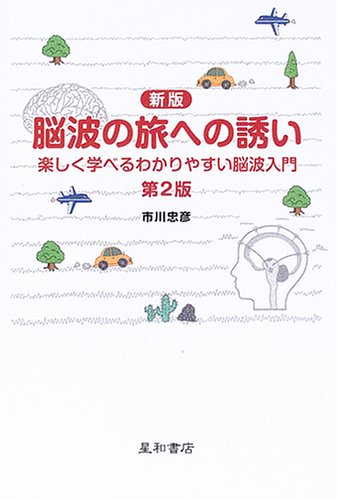 新版
脳波の旅への誘い
楽しく学べるわかりやすい脳波入門
第2版
市川忠彦
星和書店